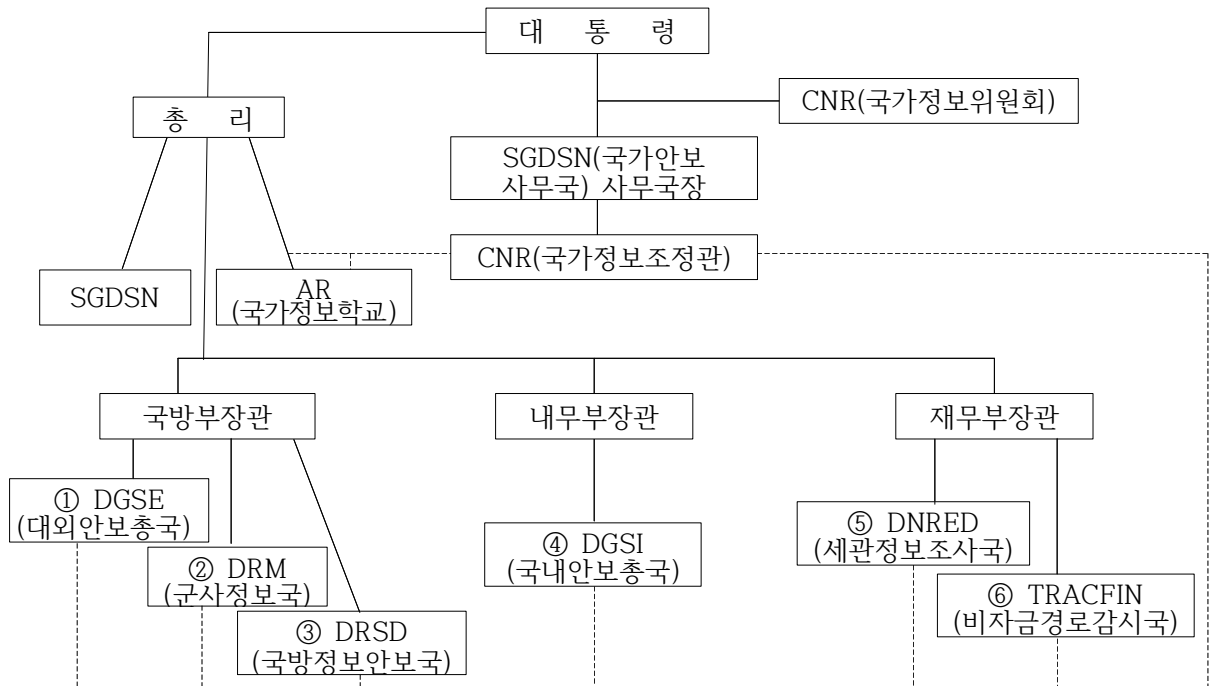 대 통 령
CNR(국가정보위원회)
총 리
SGDSN(국가안보
사무국) 사무국장
CNR(국가정보조정관)
SGDSN
AR
(국가정보학교)
국방부장관
내무부장관
재무부장관
① DGSE
(대외안보총국)
② DRM
(군사정보국)
③ DRSD
(국방정보안보국)
④ DGSI
(국내안보총국)
⑤ DNRED
(세관정보조사국)
⑥ TRACFIN
(비자금경로감시국)